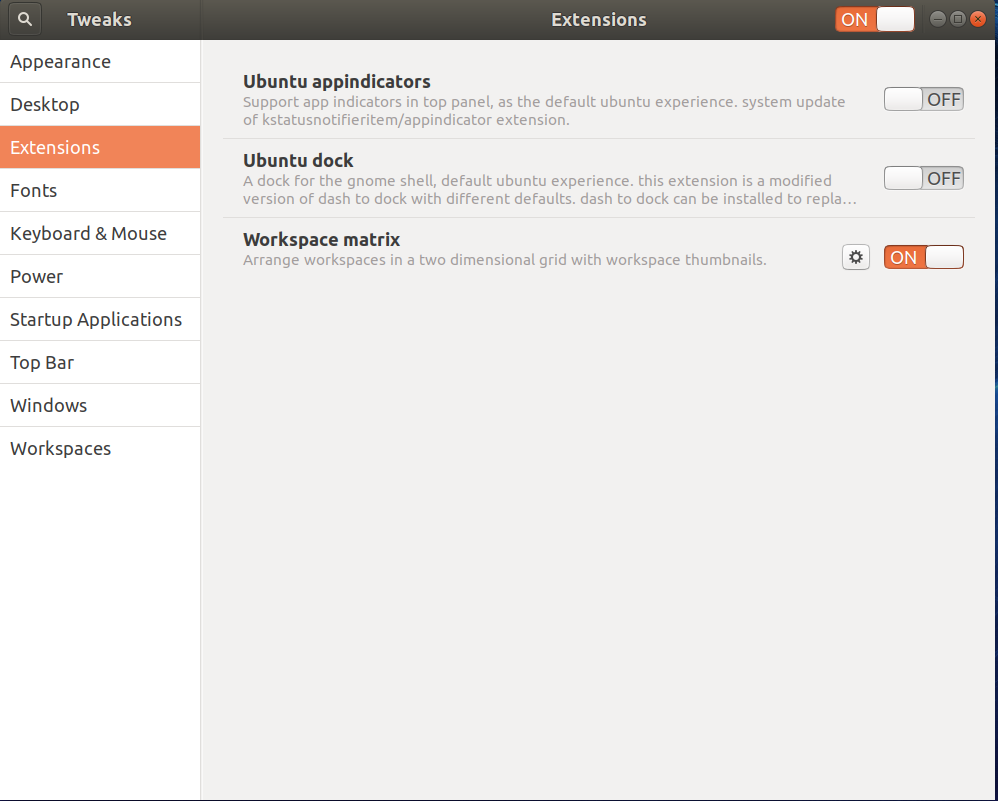 Tweaks
Extensions
ON
Appearance
Desktop
Extensions
Fonts
Keyboard & Mouse
Power
Startup Applications
Top Bar
Windows
Workspaces
Ubuntu appindicators
Support app indicators in top panel, as the default ubuntu experience. system update
of kstatusnotifieritem/appindicator extension.
OFF
Ubuntu dock
A dock for the gnome shell, default ubuntu experience. this extension is a modified
version of dash to dock with different defaults. dash to dock can be installed to repla…
OFF
Workspace matrix
Arrange workspaces in a two dimensional grid with workspace thumbnails.
ON